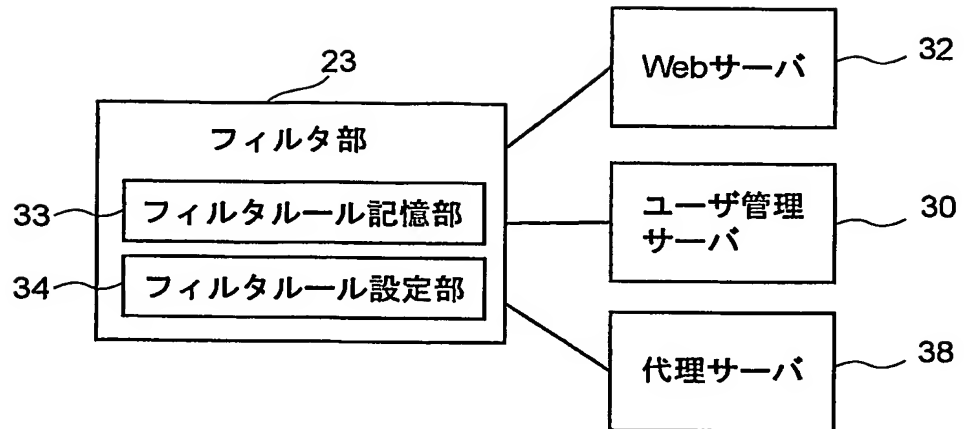 23
フィルタ部
33
フィルタルール記憶部
34
フィルタルール設定部
Webサーバ
32
ユーザ管理
サーバ
30
代理サーバ
38